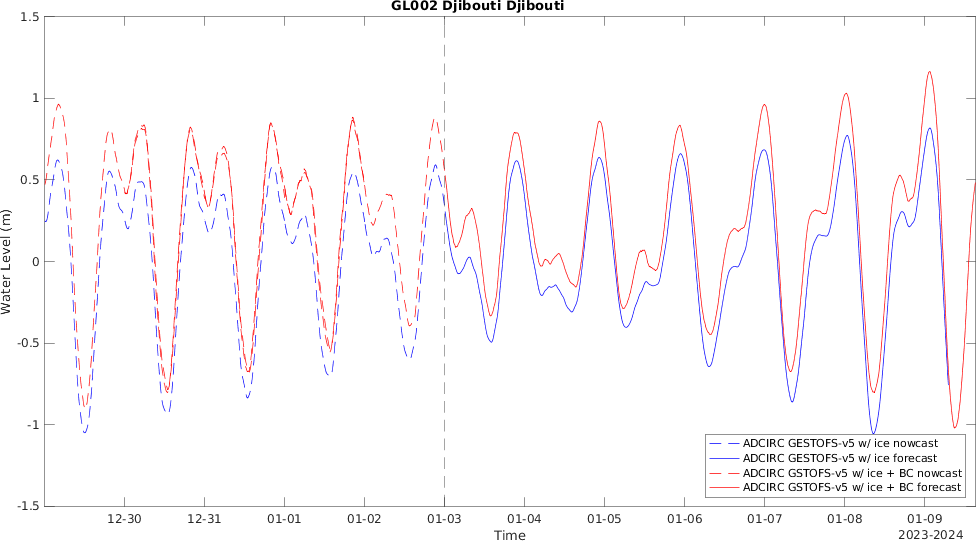 GL002 Djibouti Djibouti
1.5
1
0.5
0
-0.5
-1
-1.5
Water Level (m)
12-30 12-31 01-01 01-02 01-03 01-04 01-05 01-06 01-07 01-08 01-09
Time
2023-2024
ADCIRC GESTOFS-v5 w/ ice nowcast
ADCIRC GESTOFS-v5 w/ ice forecast
ADCIRC GSTOFS-v5 w/ ice + BC nowcast
ADCIRC GSTOFS-v5 w/ ice + BC forecast